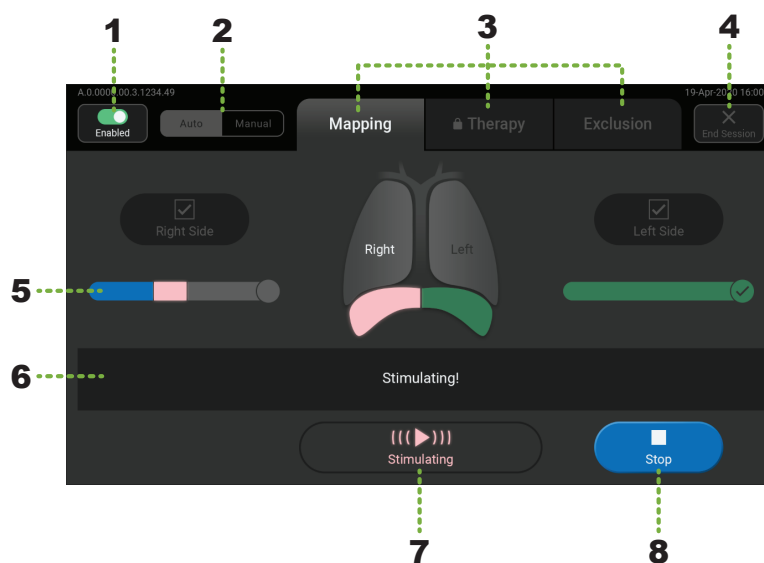 1
2
3
4
A.0.0000.00.3.1234.49
19-Apr-2020 16:00
Enabled
Auto
Manual
Mapping
Therapy
Exclusion
End Session
Right Side
Left Side
Right
Left
5
6
Stimulating!
Stimulating
Stop
7
8